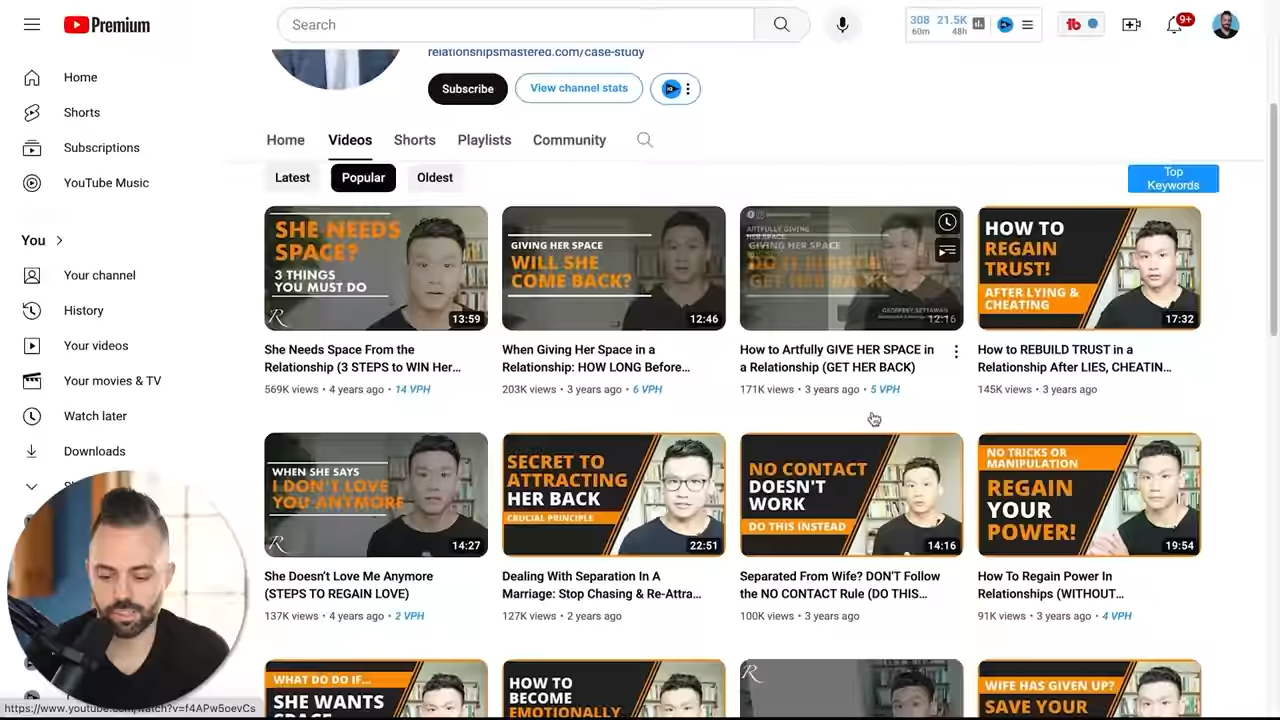 Premium
Search
308 21.5K
60m 48h
9+
relationshipsmastered.com/case-study
Subscribe
View channel stats
Home
Shorts
Subscriptions
YouTube Music
You
Your channel
History
Your videos
Your movies & TV
Watch later
Downloads
Home Videos Shorts Playlists Community
Latest Popular Oldest
Top
Keywords
SHE NEEDS
SPACE?
3 THINGS
YOU MUST DO
13:59
She Needs Space From the
Relationship (3 STEPS to WIN Her...
569K views • 4 years ago • 14 VPH
GIVING HER SPACE
WILL SHE
COME BACK?
12:46
When Giving Her Space in a
Relationship: HOW LONG Before...
203K views • 3 years ago • 6 VPH
ARTFULLY GIVING
HER SPACE
GIVING HER SPACE
12:16
How to Artfully GIVE HER SPACE in
a Relationship (GET HER BACK)
171K views • 3 years ago • 5 VPH
HOW TO
REGAIN
TRUST!
AFTER LYING &
CHEATING
17:32
How to REBUILD TRUST in a
Relationship After LIES, CHEATIN...
145K views • 3 years ago
WHEN SHE SAYS
I DON'T LOVE
YOU ANYMORE
14:27
She Doesn't Love Me Anymore
(STEPS TO REGAIN LOVE)
137K views • 4 years ago • 2 VPH
SECRET TO
ATTRACTING
HER BACK
CRUCIAL PRINCIPLE
22:51
Dealing With Separation In A
Marriage: Stop Chasing & Re-Attra...
127K views • 2 years ago
NO CONTACT
DOESN'T
WORK
DO THIS INSTEAD
14:16
Separated From Wife? DON'T Follow
the NO CONTACT Rule (DO THIS...
100K views • 3 years ago
NO TRICKS OR
MANIPULATION
REGAIN
YOUR
POWER!
19:54
How To Regain Power In
Relationships (WITHOUT...
91K views • 3 years ago • 4 VPH
WHAT DO DO IF...
SHE WANTS
SPACE
HOW TO
BECOME
EMOTIONALLY
WIFE HAS GIVEN UP?
SAVE YOUR
https://www.youtube.com/watch?v=f4APw5oevCs